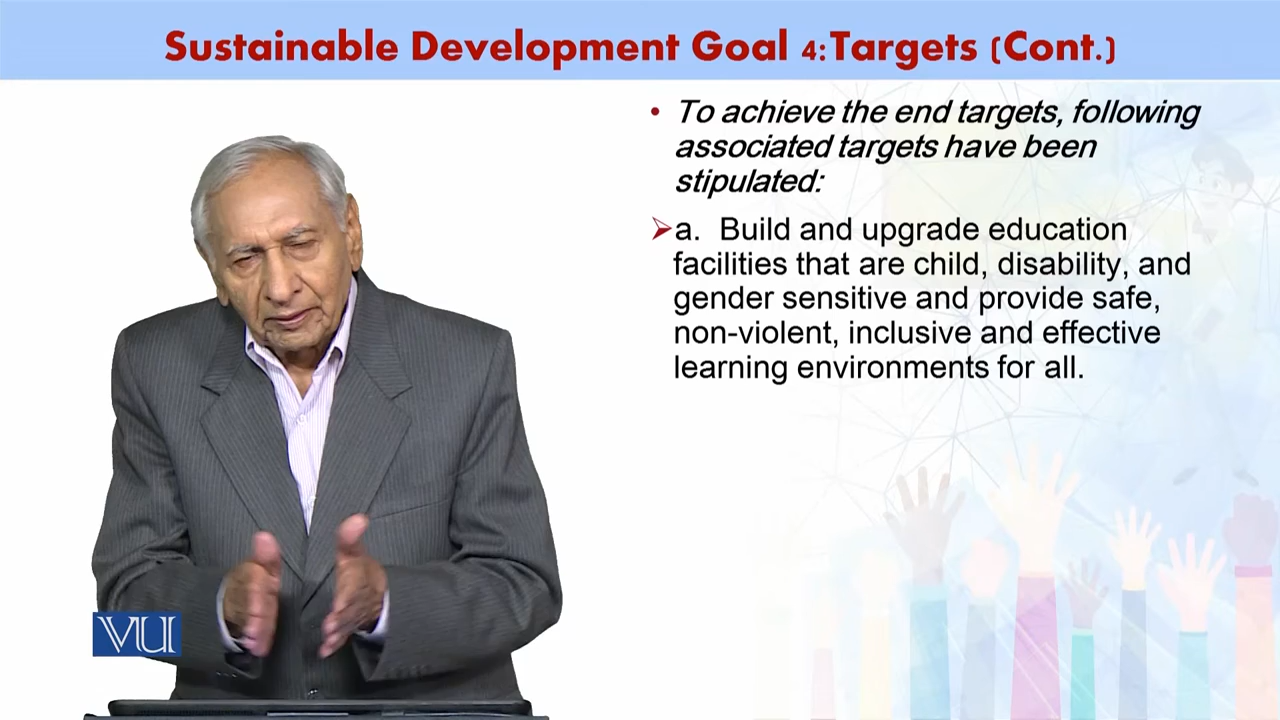 Sustainable Development Goal 4:Targets (Cont.)
• To achieve the end targets, following
associated targets have been
stipulated:
➢a. Build and upgrade education
facilities that are child, disability, and
gender sensitive and provide safe,
non-violent, inclusive and effective
learning environments for all.
VU